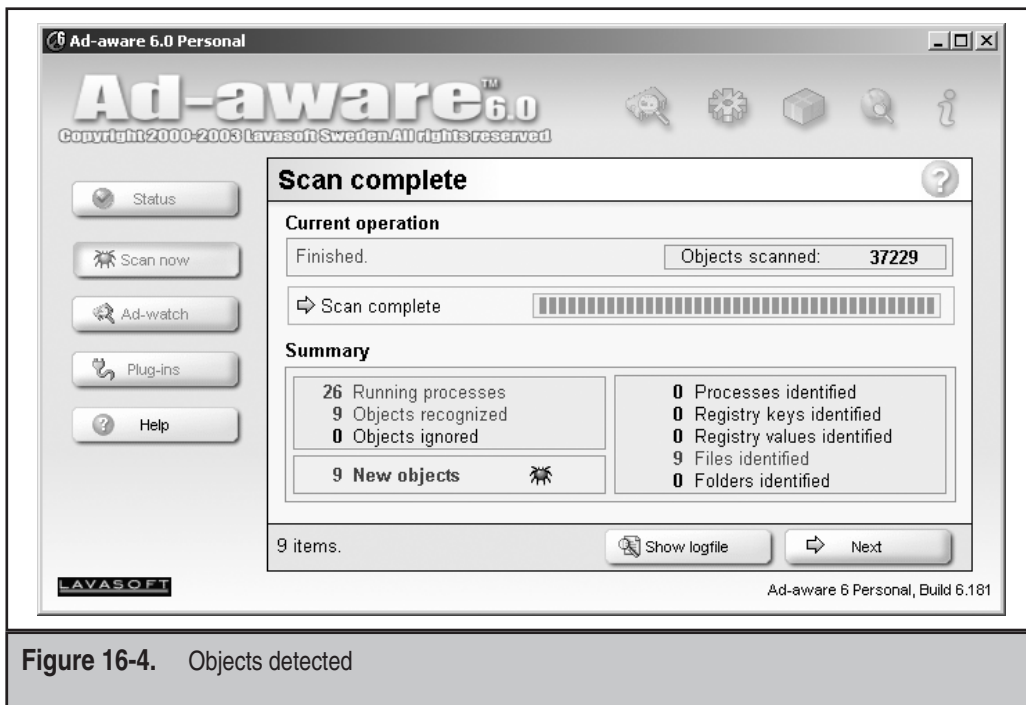 Ad-aware 6.0 Personal
Ad-aware 6.0 ™
Copyright 2000-2003 Lavasoft Sweden. All rights reserved
Status
Scan now
Ad-watch
Plug-ins
Help
Scan complete
Current operation
Finished.
Objects scanned: 37229
Scan complete
Summary
26 Running processes
9 Objects recognized
0 Objects ignored
9 New objects
0 Processes identified
0 Registry keys identified
0 Registry values identified
9 Files identified
0 Folders identified
9 items.
Show logfile
Next
LAVASOFT
Ad-aware 6 Personal, Build 6.181
Figure 16-4. Objects detected